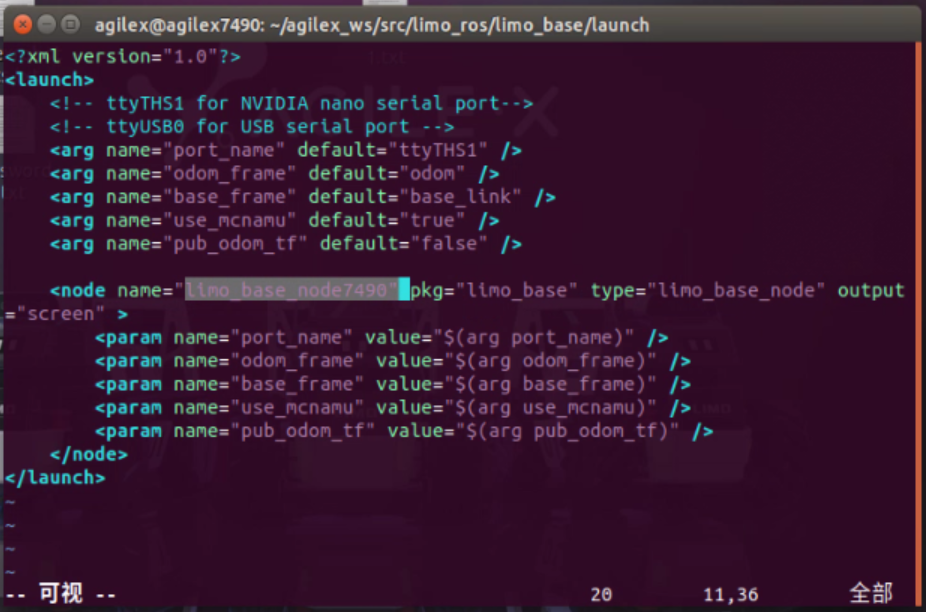 agilex@agilex7490: ~/agilex_ws/src/limo_ros/limo_base/launch
<?xml version="1.0"?>
<launch>
    <!-- ttyTHS1 for NVIDIA nano serial port-->
    <!-- ttyUSB0 for USB serial port -->
    <arg name="port_name" default="ttyTHS1" />
    <arg name="odom_frame" default="odom" />
    <arg name="base_frame" default="base_link" />
    <arg name="use_mcnamu" default="true" />
    <arg name="pub_odom_tf" default="false" />

    <node name="limo_base_node7490" pkg="limo_base" type="limo_base_node" output
="screen" >
        <param name="port_name" value="$(arg port_name)" />
        <param name="odom_frame" value="$(arg odom_frame)" />
        <param name="base_frame" value="$(arg base_frame)" />
        <param name="use_mcnamu" value="$(arg use_mcnamu)" />
        <param name="pub_odom_tf" value="$(arg pub_odom_tf)" />
    </node>
</launch>
~
~
~
~
-- 可视 -- 20 11,36 全部